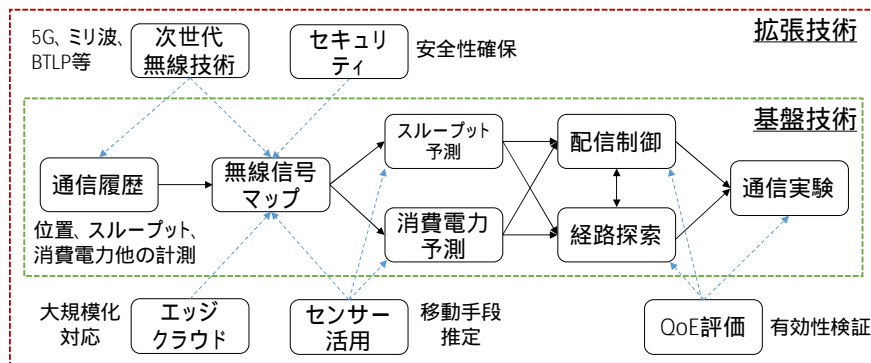 拡張技術
5G、ミリ波、
BTLP等
次世代
無線技術
セキュリ
ティ
安全性確保
基盤技術
通信履歴
位置、スループット、
消費電力他の計測
無線信号
マップ
スループット
予測
消費電力
予測
配信制御
経路探索
通信実験
大規模化
対応
エッジ
クラウド
センサー
活用
移動手段
推定
QoE評価
有効性検証